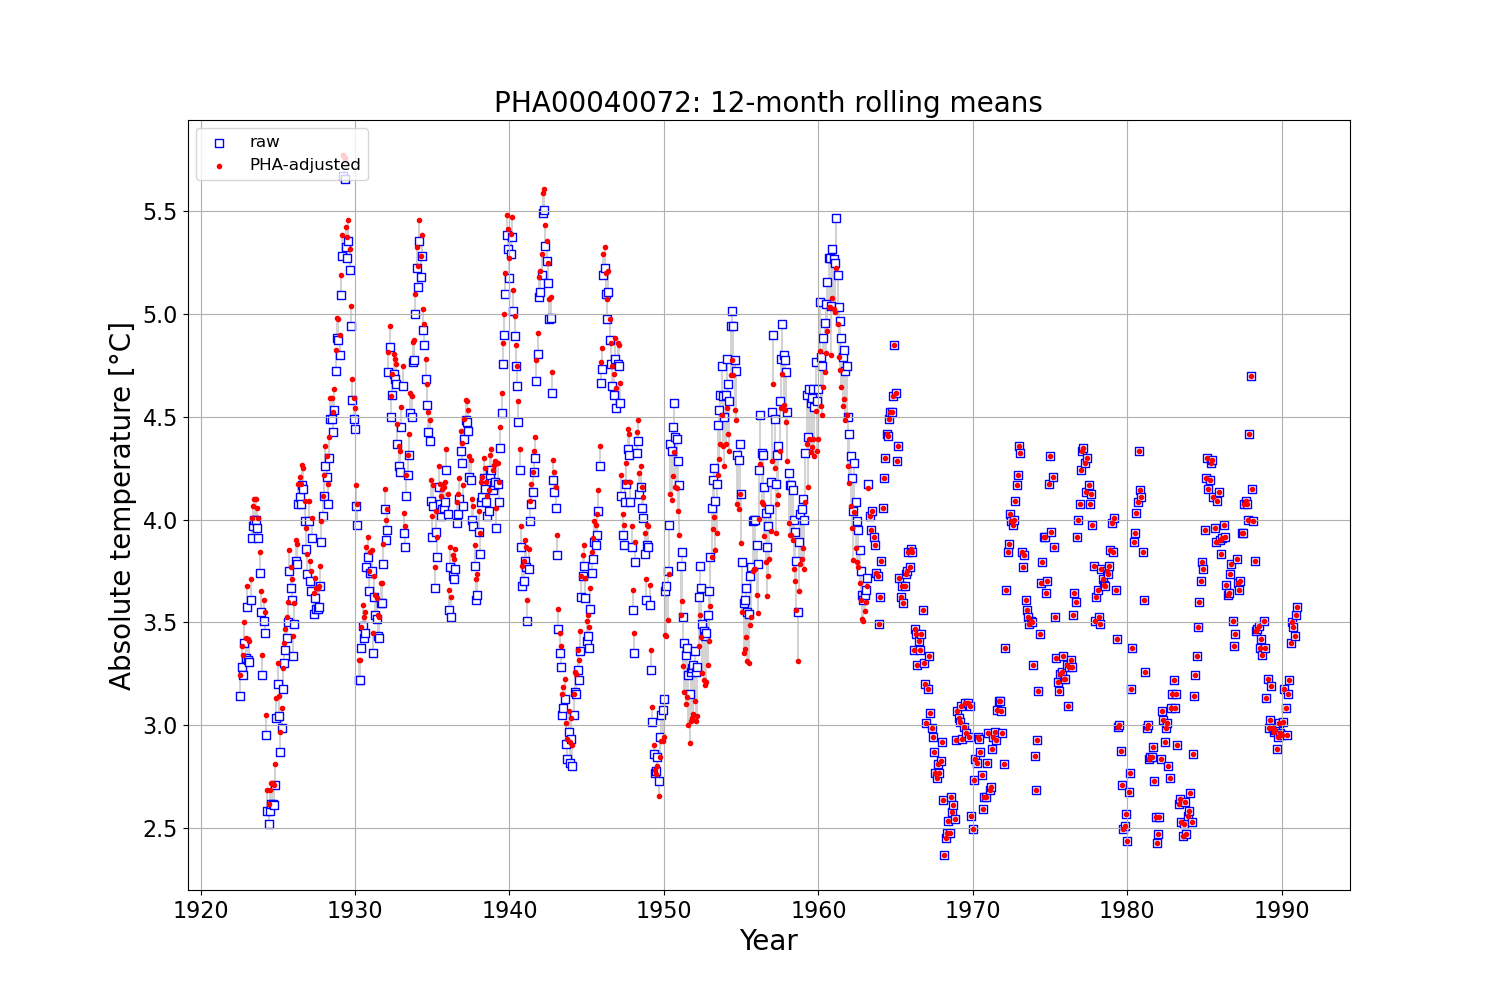 PHA00040072: 12-month rolling means
raw
PHA-adjusted
Absolute temperature [°C]
5.5
5.0
4.5
4.0
3.5
3.0
2.5
1920 1930 1940 1950 1960 1970 1980 1990
Year